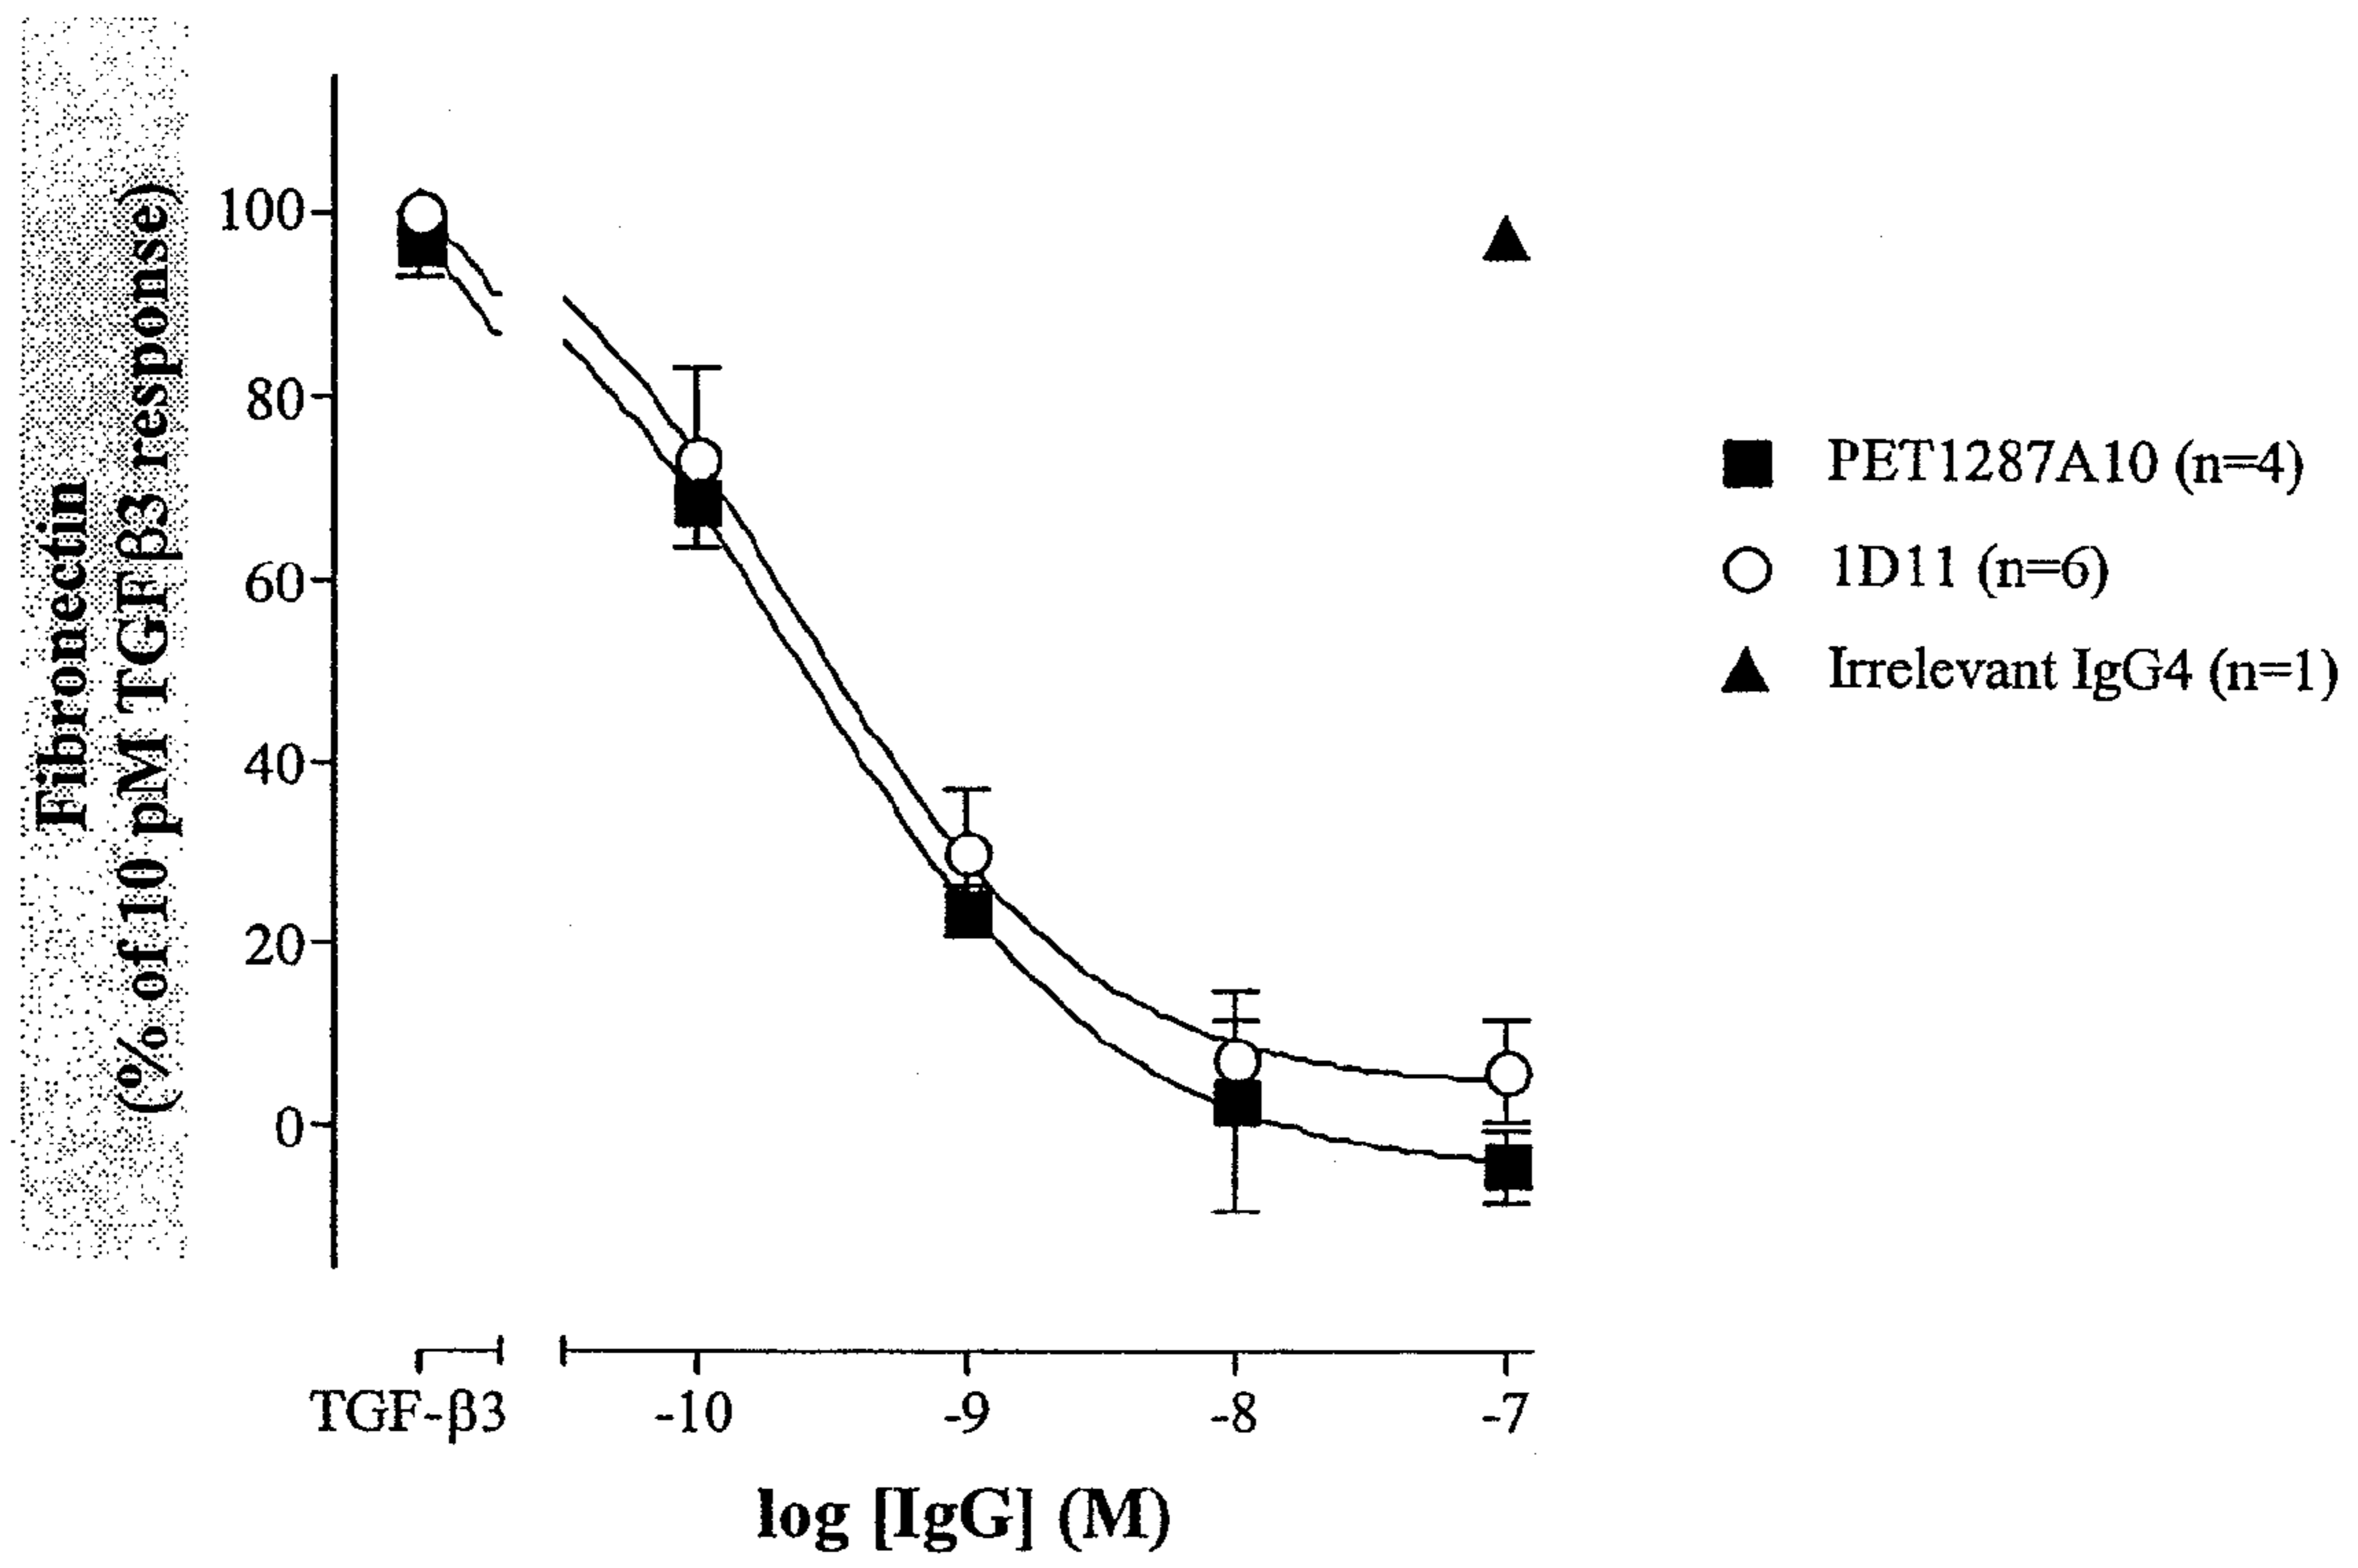 Fibronectin
(% of 10 pM TGFβ3 response)
100
80
60
40
20
0
PET1287A10 (n=4)
1D11 (n=6)
Irrelevant IgG4 (n=1)
TGF-β3 -10 -9 -8 -7
log [IgG] (M)